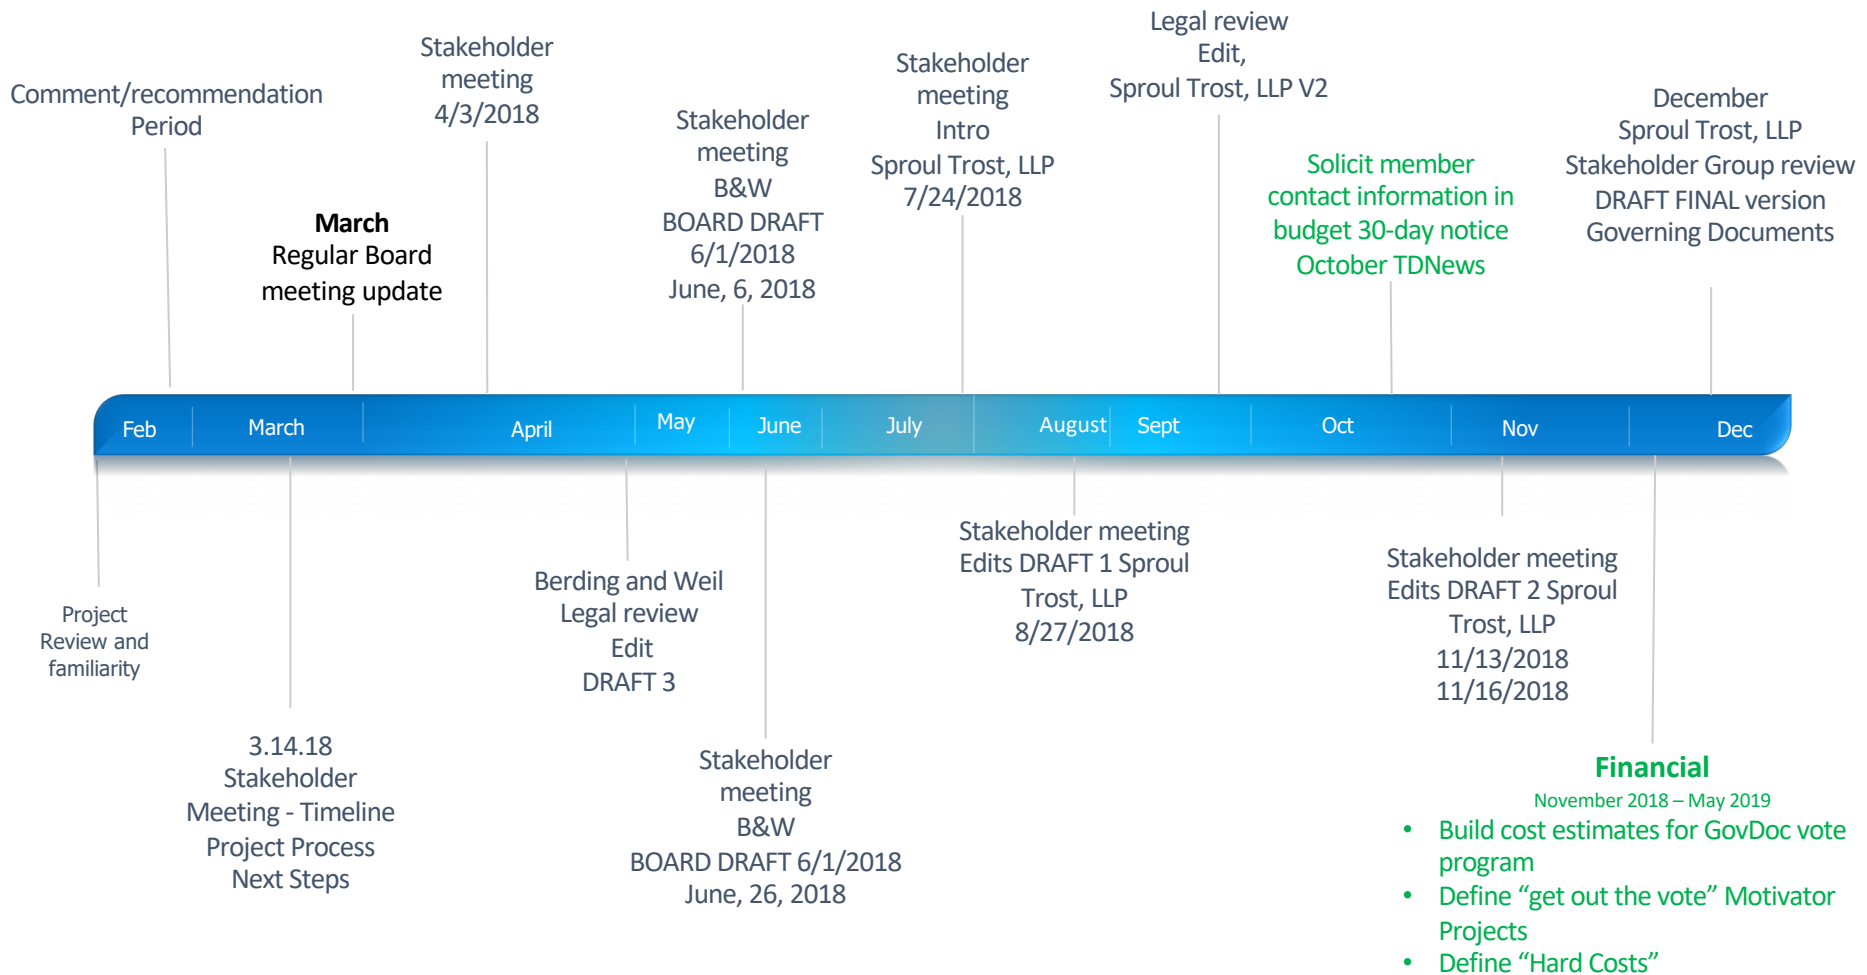 Comment/recommendation
Period
March
Regular Board
meeting update
Stakeholder
meeting
4/3/2018
Stakeholder
meeting
B&W
BOARD DRAFT
6/1/2018
June, 6, 2018
Stakeholder
meeting
Intro
Sproul Trost, LLP
7/24/2018
Legal review
Edit,
Sproul Trost, LLP V2
Solicit member
contact information in
budget 30-day notice
October TDNews
December
Sproul Trost, LLP
Stakeholder Group review
DRAFT FINAL version
Governing Documents
Feb
March
April
May
June
July
August
Sept
Oct
Nov
Dec
Project
Review and
familiarity
3.14.18
Stakeholder
Meeting - Timeline
Project Process
Next Steps
Berding and Weil
Legal review
Edit
DRAFT 3
Stakeholder
meeting
B&W
BOARD DRAFT 6/1/2018
June, 26, 2018
Stakeholder meeting
Edits DRAFT 1 Sproul
Trost, LLP
8/27/2018
Stakeholder meeting
Edits DRAFT 2 Sproul
Trost, LLP
11/13/2018
11/16/2018
Financial
November 2018 – May 2019
• Build cost estimates for GovDoc vote
program
• Define “get out the vote” Motivator
Projects
• Define “Hard Costs”